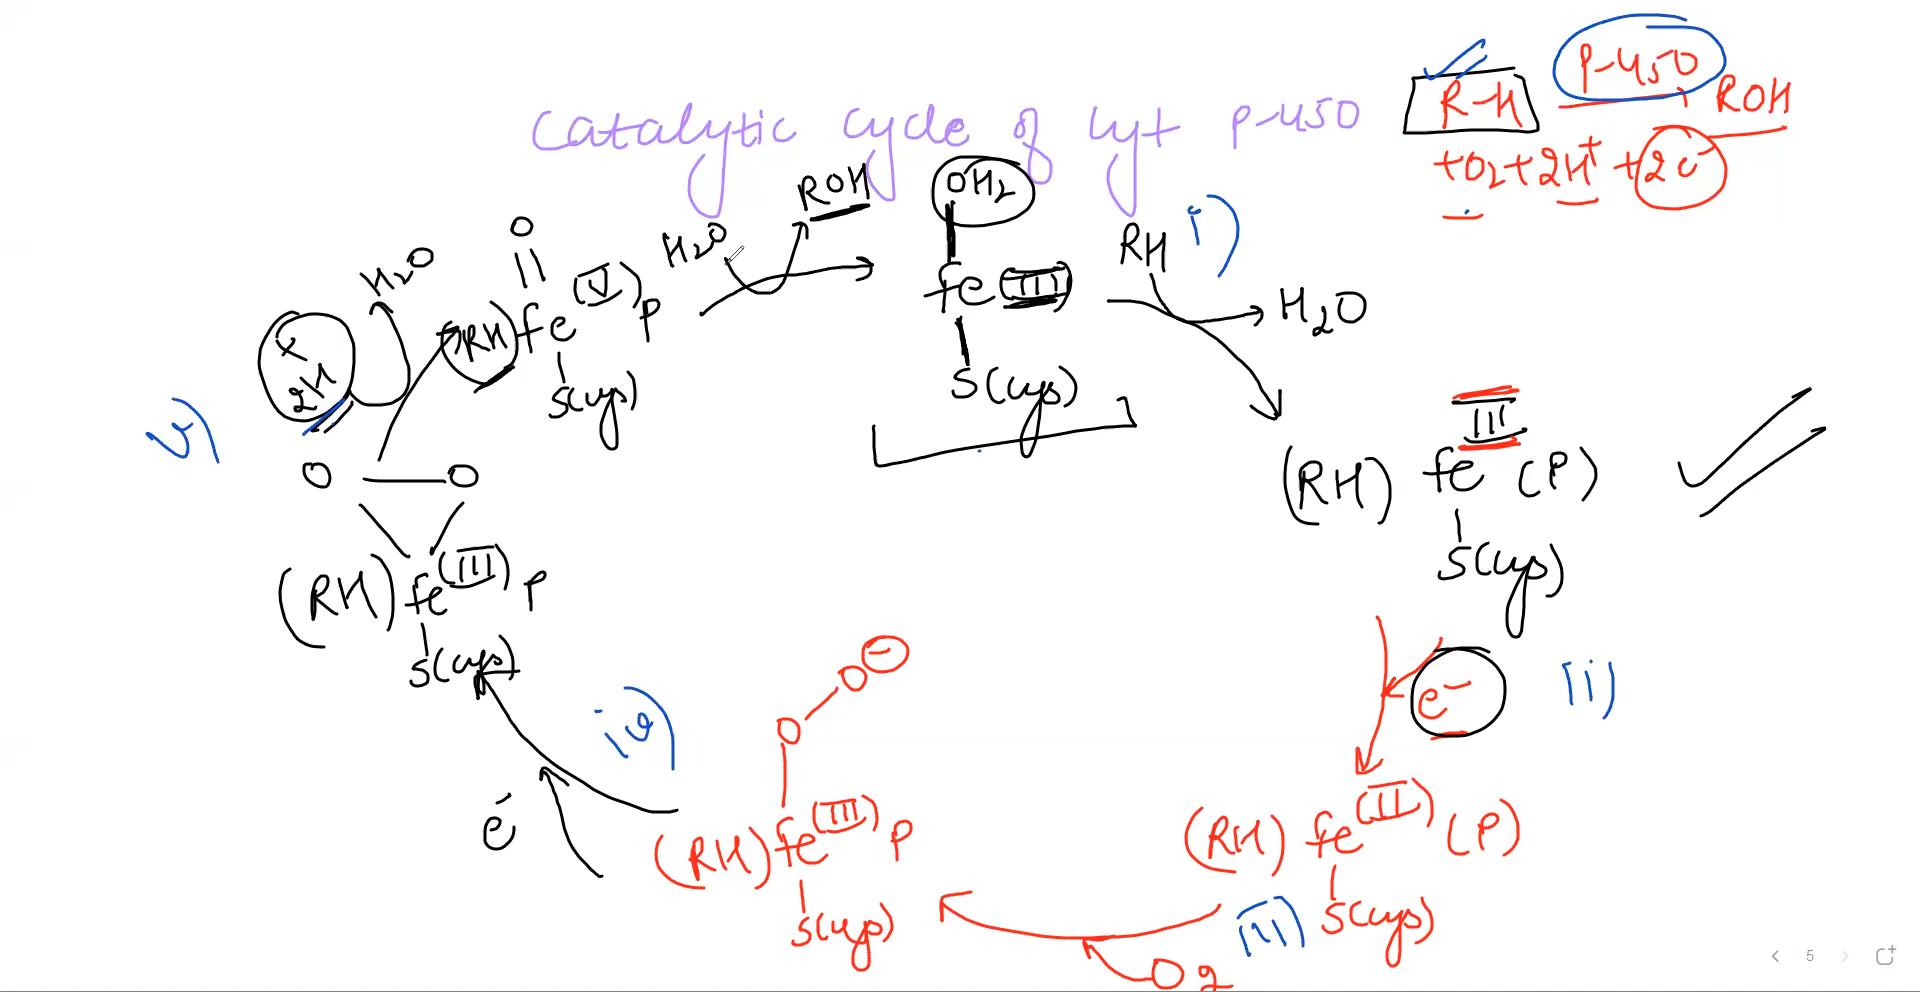 Catalytic cycle of cyt P-450
R-H P-450 ROH
+O2+2H+ +2e-
OH2
Fe (III)
S(cys)
RH i)
H2O
III
(RH) Fe (P)
S(cys)
e- ii)
(RH) Fe(II) (P)
S(cys)
iii)
O2
O-O-
(RH) Fe(III) P
S(cys)
iv)
e-
O-O
(RH) Fe(III) P
S(cys)
v)
2H+
H2O
O
(RH) Fe(V) P
S(cys)
H2O ROH
5